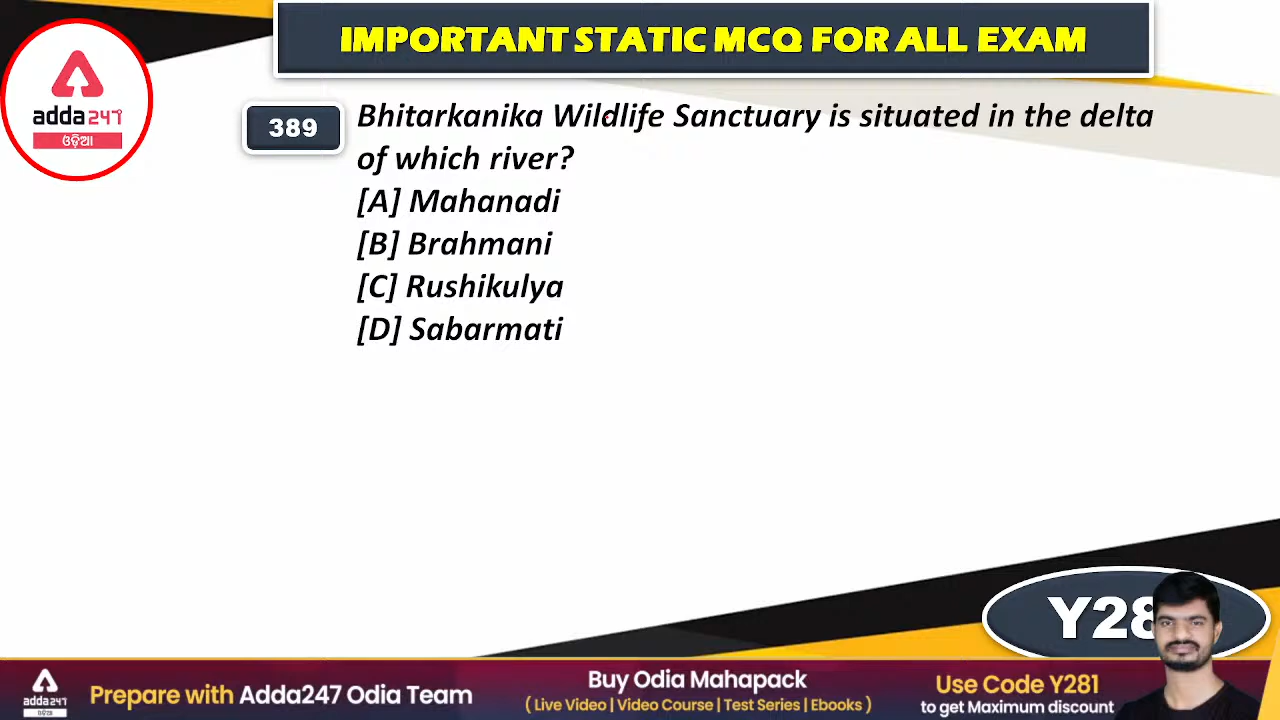 IMPORTANT STATIC MCQ FOR ALL EXAM
adda247
ଓଡ଼ିଆ
389
Bhitarkanika Wildlife Sanctuary is situated in the delta
of which river?
[A] Mahanadi
[B] Brahmani
[C] Rushikulya
[D] Sabarmati
Y28
adda247
ଓଡ଼ିଆ
Prepare with Adda247 Odia Team
Buy Odia Mahapack
( Live Video | Video Course | Test Series | Ebooks )
Use Code Y281
to get Maximum discount